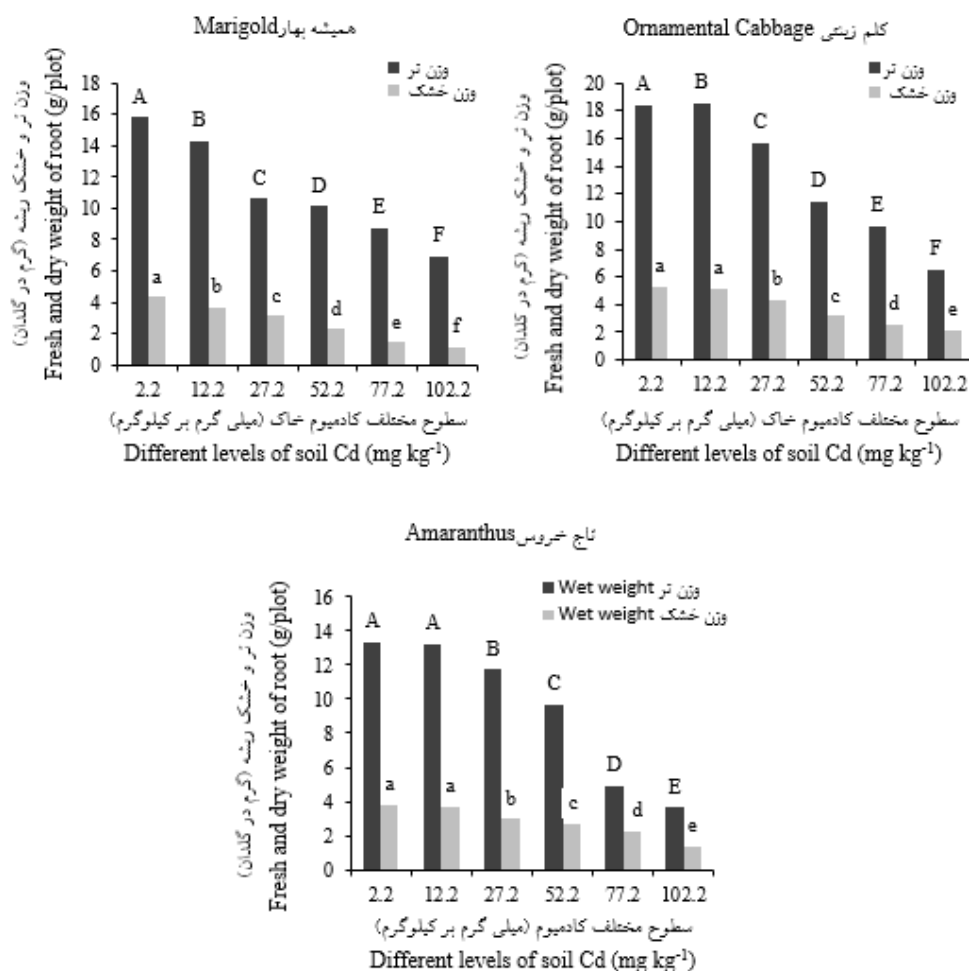 Marigold همیشه بهار
وزن تر
وزن خشک
وزن تر و خشک ریشه (گرم در گلدان)
Fresh and dry weight of root (g/plot)
18
16
14
12
10
8
6
4
2
0
A B C D E F
a b c d e f
2.2 12.2 27.2 52.2 77.2 102.2
سطوح مختلف کادمیوم خاک (میلی گرم بر کیلوگرم)
Different levels of soil Cd (mg kg⁻¹)
Ornamental Cabbage کلم زینتی
وزن تر
وزن خشک
وزن تر و خشک ریشه (گرم در گلدان)
Fresh and dry weight of root (g/plot)
20
18
16
14
12
10
8
6
4
2
0
A B C D E F
a a b c d e
2.2 12.2 27.2 52.2 77.2 102.2
سطوح مختلف کادمیوم خاک (میلی گرم بر کیلوگرم)
Different levels of soil Cd (mg kg⁻¹)
Amaranthus تاج خروس
Wet weight وزن تر
Wet weight وزن خشک
وزن تر و خشک ریشه (گرم در گلدان)
Fresh and dry weight of root (g/plot)
16
14
12
10
8
6
4
2
0
A A B C D E
a a b c d e
2.2 12.2 27.2 52.2 77.2 102.2
سطوح مختلف کادمیوم (میلی گرم بر کیلوگرم)
Different levels of soil Cd (mg kg⁻¹)